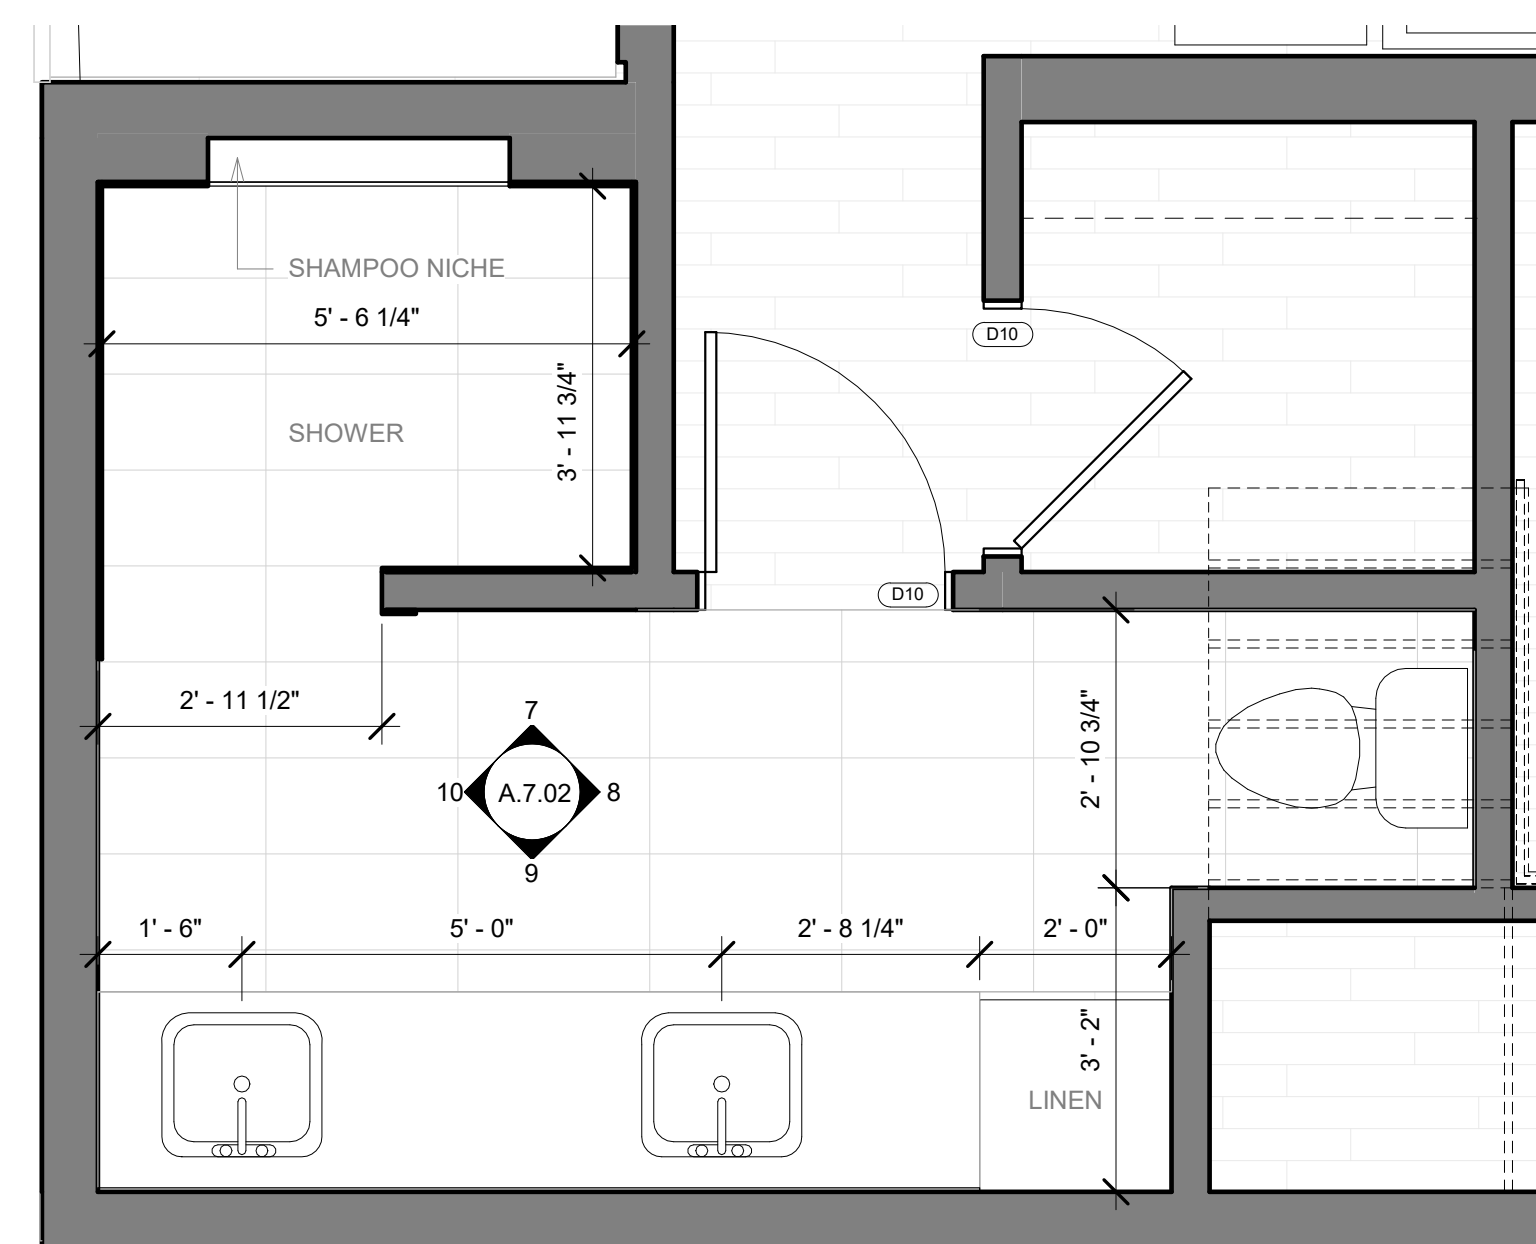 SHAMPOO NICHE
5' - 6 1/4"
D10
3' - 11 3/4"
SHOWER
D10
2' - 11 1/2"
7
10
A.7.02
8
9
2' - 10 3/4"
1' - 6"
5' - 0"
2' - 8 1/4"
2' - 0"
3' - 2"
LINEN